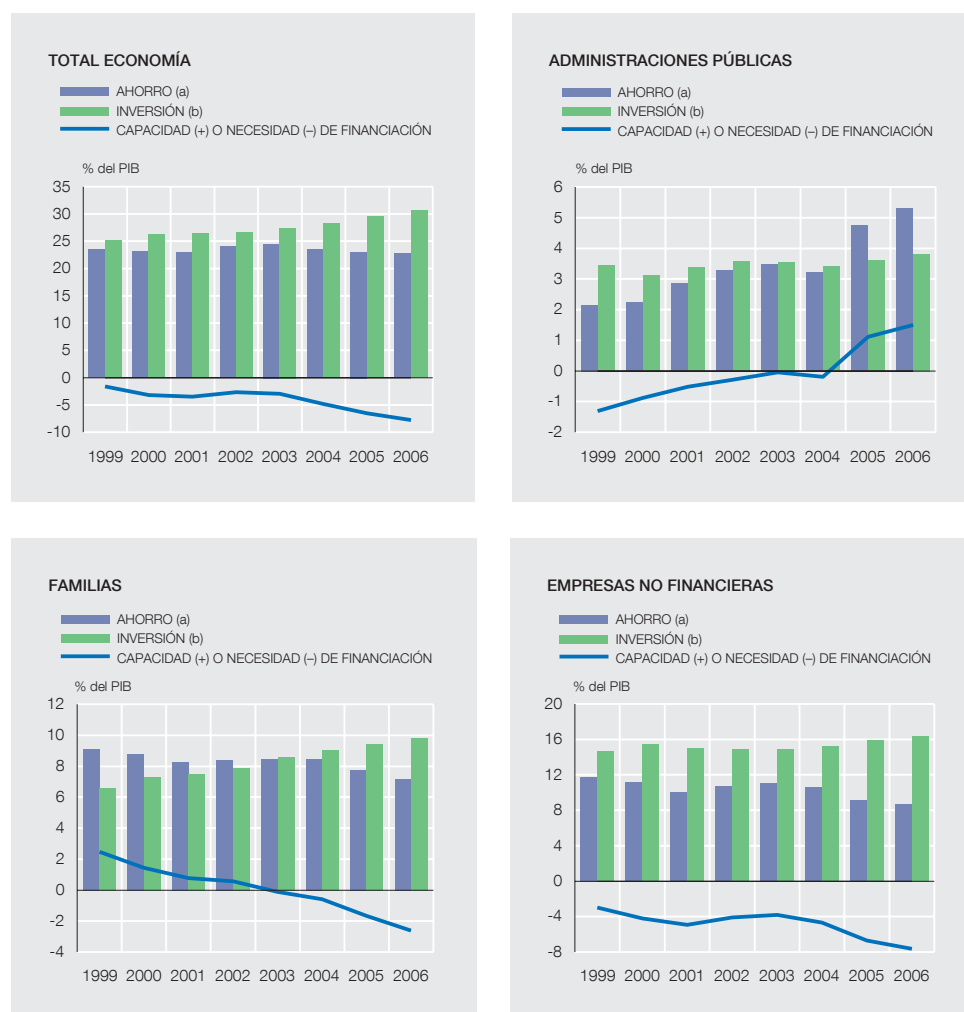 TOTAL ECONOMÍA
AHORRO (a)
INVERSIÓN (b)
CAPACIDAD (+) O NECESIDAD (–) DE FINANCIACIÓN
% del PIB
35
30
25
20
15
10
5
0
-5
-10
1999 2000 2001 2002 2003 2004 2005 2006
ADMINISTRACIONES PÚBLICAS
AHORRO (a)
INVERSIÓN (b)
CAPACIDAD (+) O NECESIDAD (–) DE FINANCIACIÓN
% del PIB
6
5
4
3
2
1
0
-1
-2
1999 2000 2001 2002 2003 2004 2005 2006
FAMILIAS
AHORRO (a)
INVERSIÓN (b)
CAPACIDAD (+) O NECESIDAD (–) DE FINANCIACIÓN
% del PIB
12
10
8
6
4
2
0
-2
-4
1999 2000 2001 2002 2003 2004 2005 2006
EMPRESAS NO FINANCIERAS
AHORRO (a)
INVERSIÓN (b)
CAPACIDAD (+) O NECESIDAD (–) DE FINANCIACIÓN
% del PIB
20
16
12
8
4
0
-4
-8
1999 2000 2001 2002 2003 2004 2005 2006